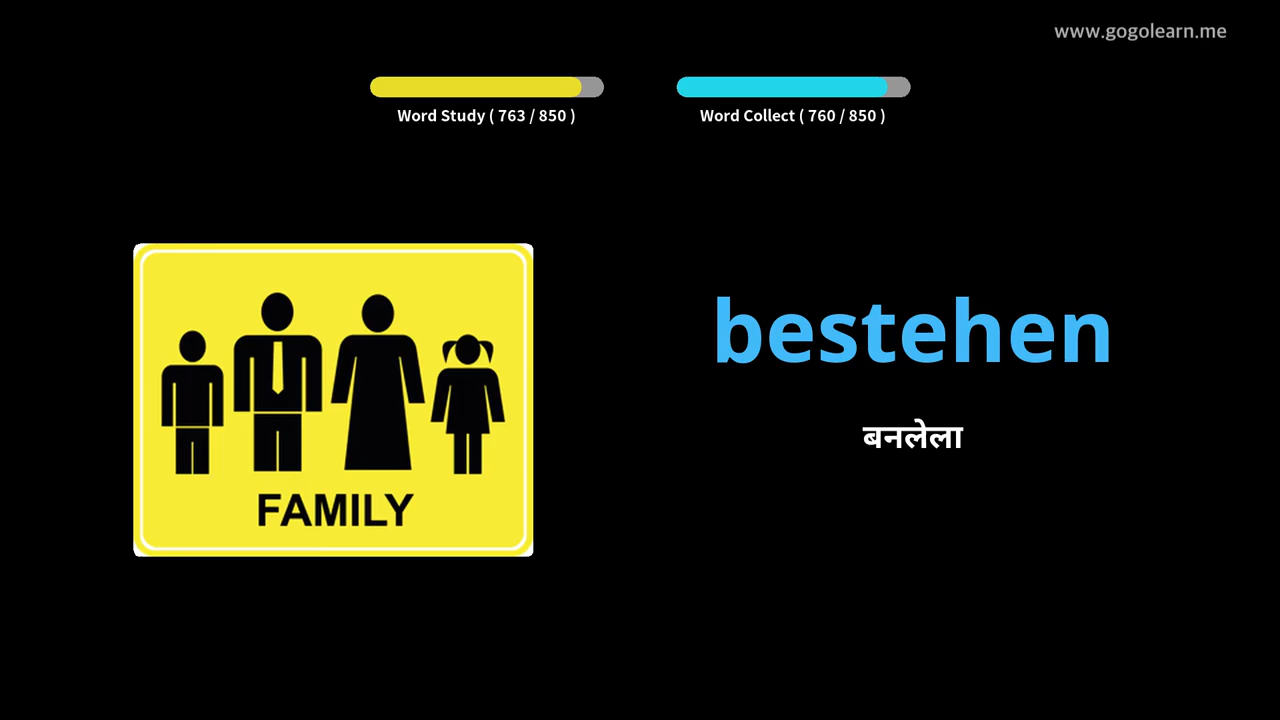 www.gogolearn.me
Word Study ( 763 / 850 )
Word Collect ( 760 / 850 )
FAMILY
bestehen
बनलेला